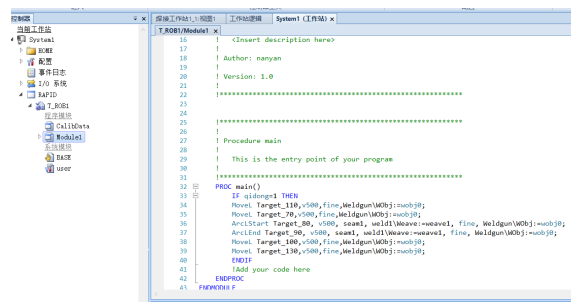 控制器
当前工作站
System1
HOME
配置
事件日志
I/O 系统
RAPID
T_ROB1
程序模块
CalibData
Module1
系统模块
BASE
user
焊接工作站1_1:视图1 工作站逻辑 System1 (工作站) x
T_ROB1/Module1 x
16 ! <Insert description here>
17 !
18 ! Author: nanyan
19 !
20 ! Version: 1.0
21 !
22 !***********************************************************
23
24
25 !***********************************************************
26 !
27 ! Procedure main
28 !
29 ! This is the entry point of your program
30 !
31 !***********************************************************
32 PROC main()
33 IF qidong=1 THEN
34 MoveL Target_110,v500,fine,Weldgun\WObj:=wobj0;
35 MoveL Target_70,v500,fine,Weldgun\WObj:=wobj0;
36 ArcLStart Target_80, v500, seam1, weld1\Weave:=weave1, fine, Weldgun\WObj:=wobj0;
37 ArcLEnd Target_90, v500, seam1, weld1\Weave:=weave1, fine, Weldgun\WObj:=wobj0;
38 MoveL Target_100,v500,fine,Weldgun\WObj:=wobj0;
39 MoveL Target_130,v500,fine,Weldgun\WObj:=wobj0;
40 ENDIF
41 !Add your code here
42 ENDPROC
43 ENDMODULE